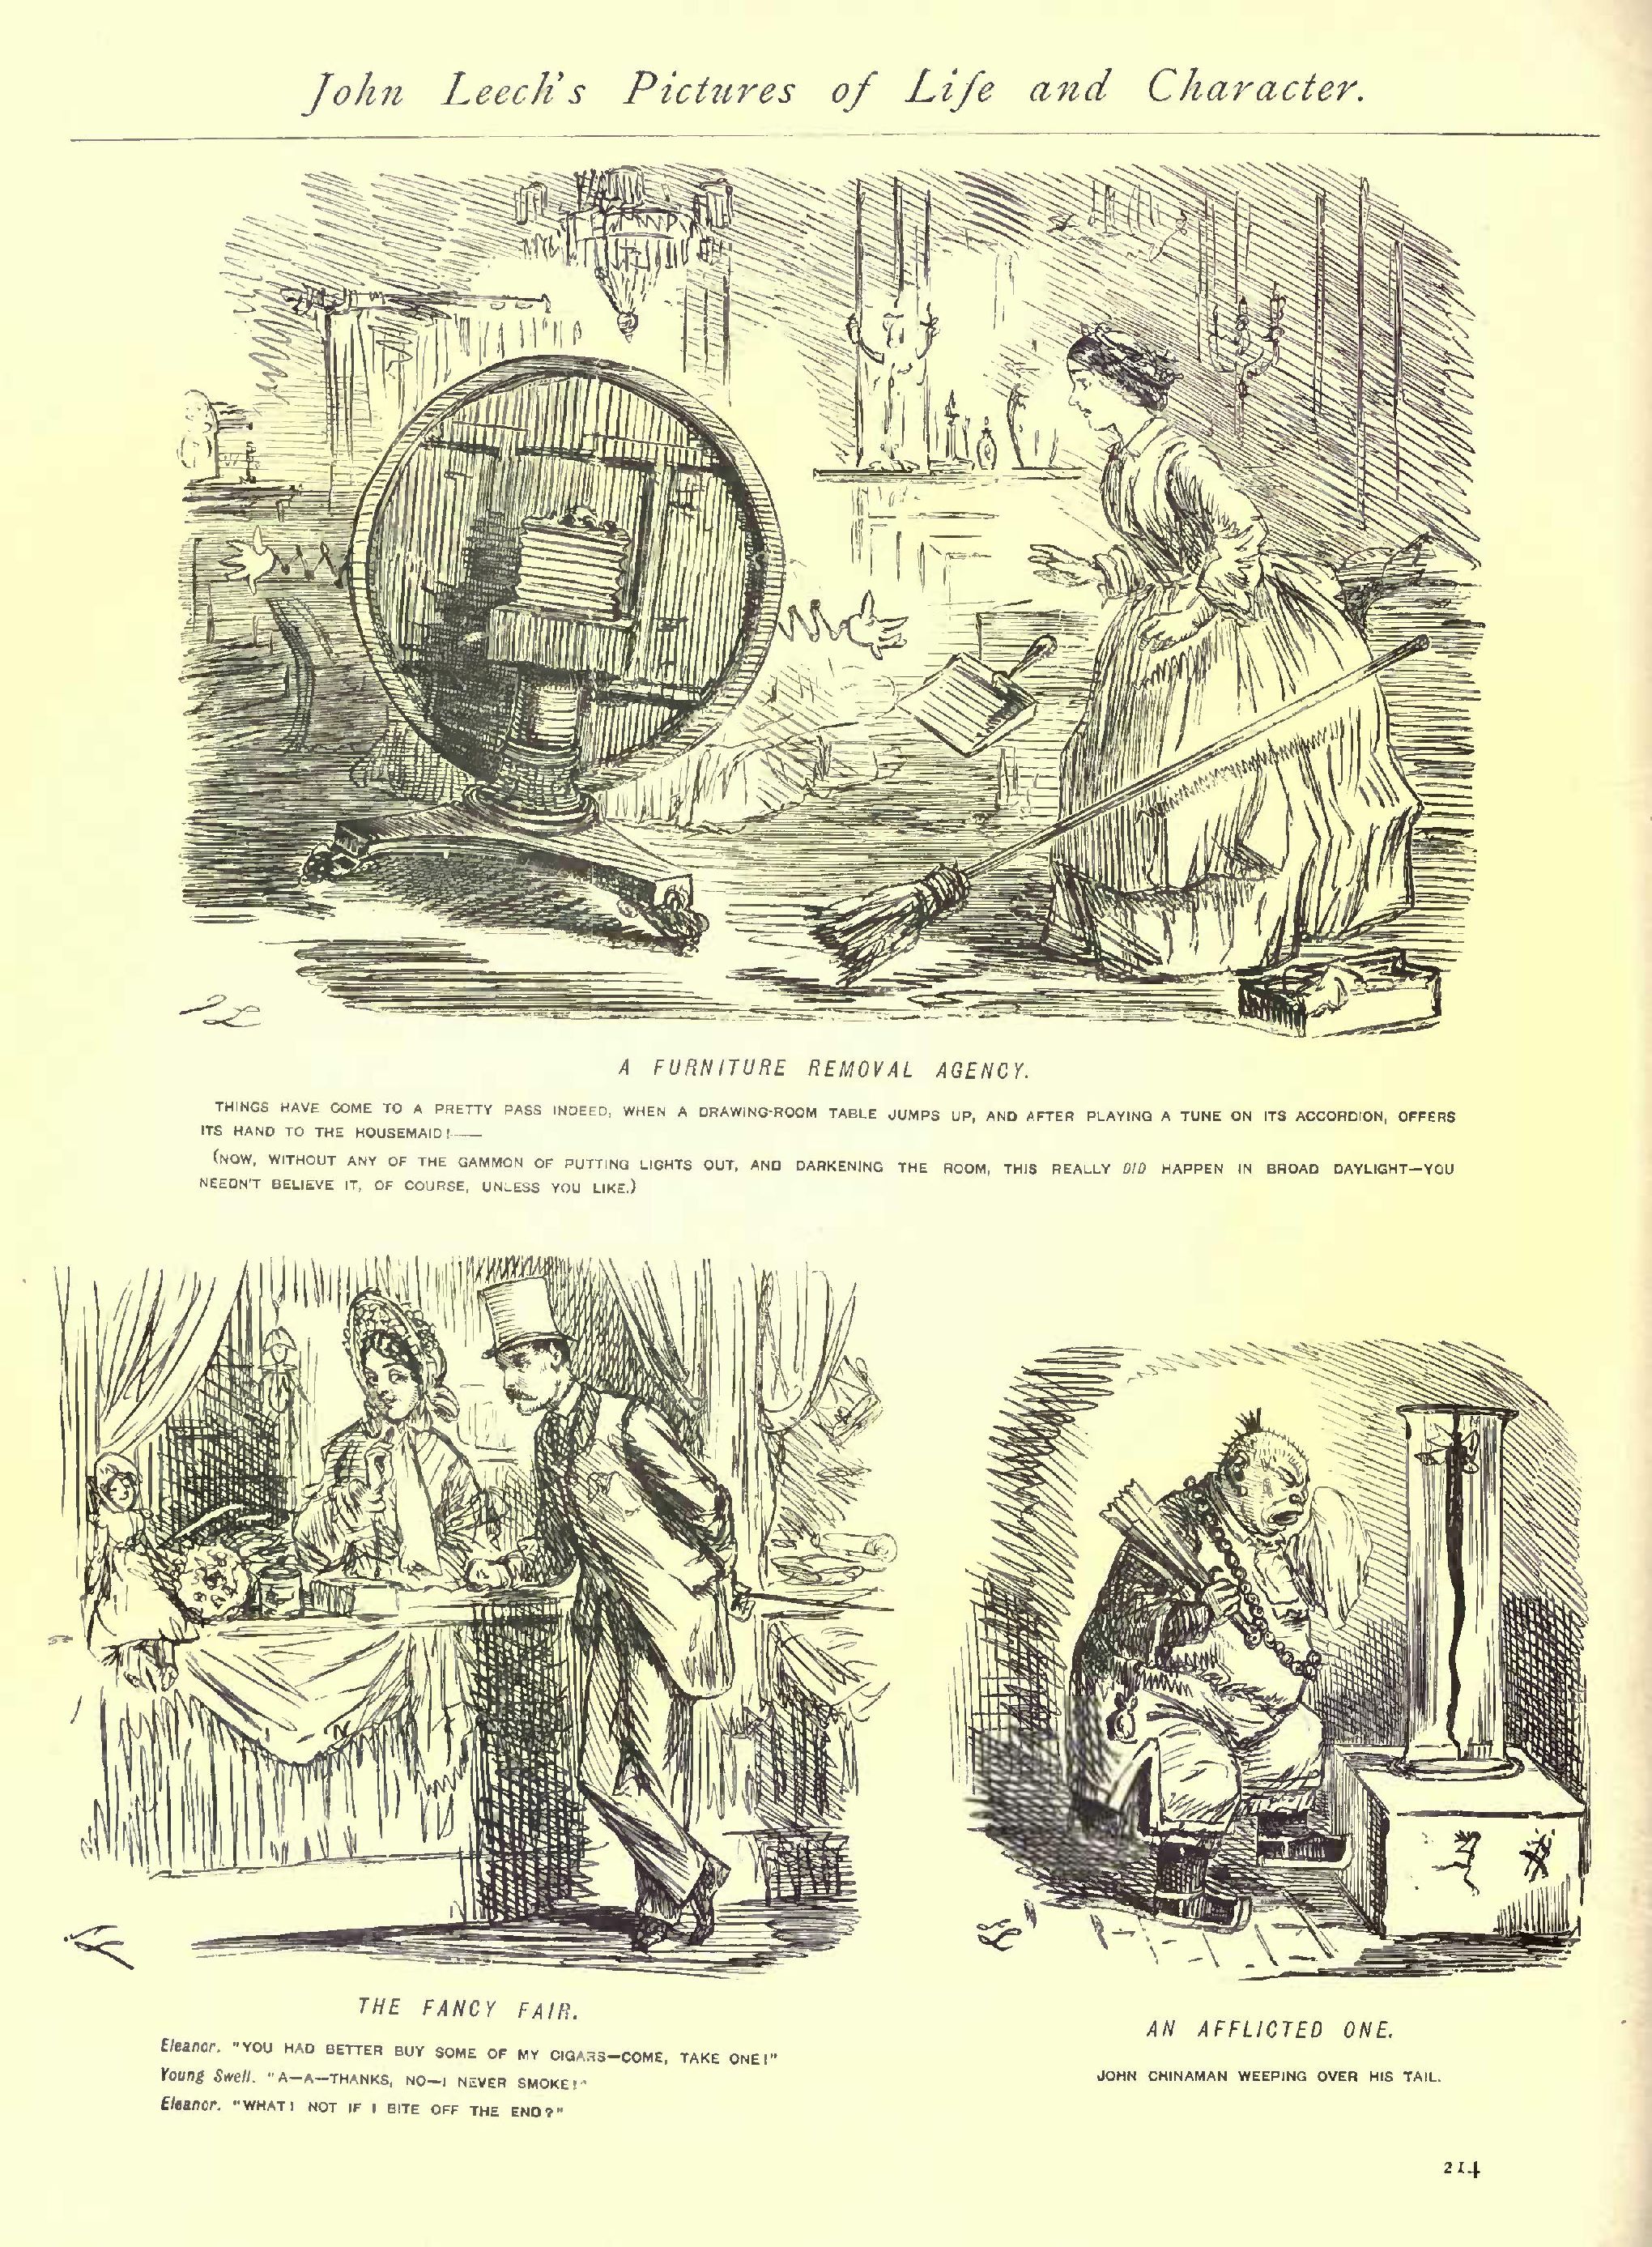 John Leech's Pictures of Life and Character.
A FURNITURE REMOVAL AGENCY.
THINGS HAVE COME TO A PRETTY PASS INDEED, WHEN A DRAWING-ROOM TABLE JUMPS UP, AND AFTER PLAYING A TUNE ON ITS ACCORDION, OFFERS
ITS HAND TO THE HOUSEMAID!——
(NOW, WITHOUT ANY OF THE GAMMON OF PUTTING LIGHTS OUT, AND DARKENING THE ROOM, THIS REALLY DID HAPPEN IN BROAD DAYLIGHT—YOU
NEEDN'T BELIEVE IT, OF COURSE, UNLESS YOU LIKE.)
THE FANCY FAIR.
Eleanor. "YOU HAD BETTER BUY SOME OF MY CIGARS—COME, TAKE ONE!"
Young Swell. "A—A—THANKS, NO—I NEVER SMOKE!"
Eleanor. "WHAT! NOT IF I BITE OFF THE END?"
AN AFFLICTED ONE.
JOHN CHINAMAN WEEPING OVER HIS TAIL.
214